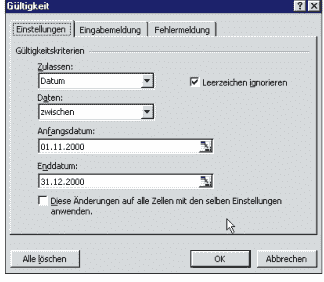 Gültigkeit
Einstellungen Eingabemeldung Fehlermeldung
Gültigkeitskriterien
Zulassen:
Datum Leerzeichen ignorieren
Daten:
zwischen
Anfangsdatum:
01.11.2000
Enddatum:
31.12.2000
Diese Änderungen auf alle Zellen mit den selben Einstellungen
anwenden.
Alle löschen OK Abbrechen